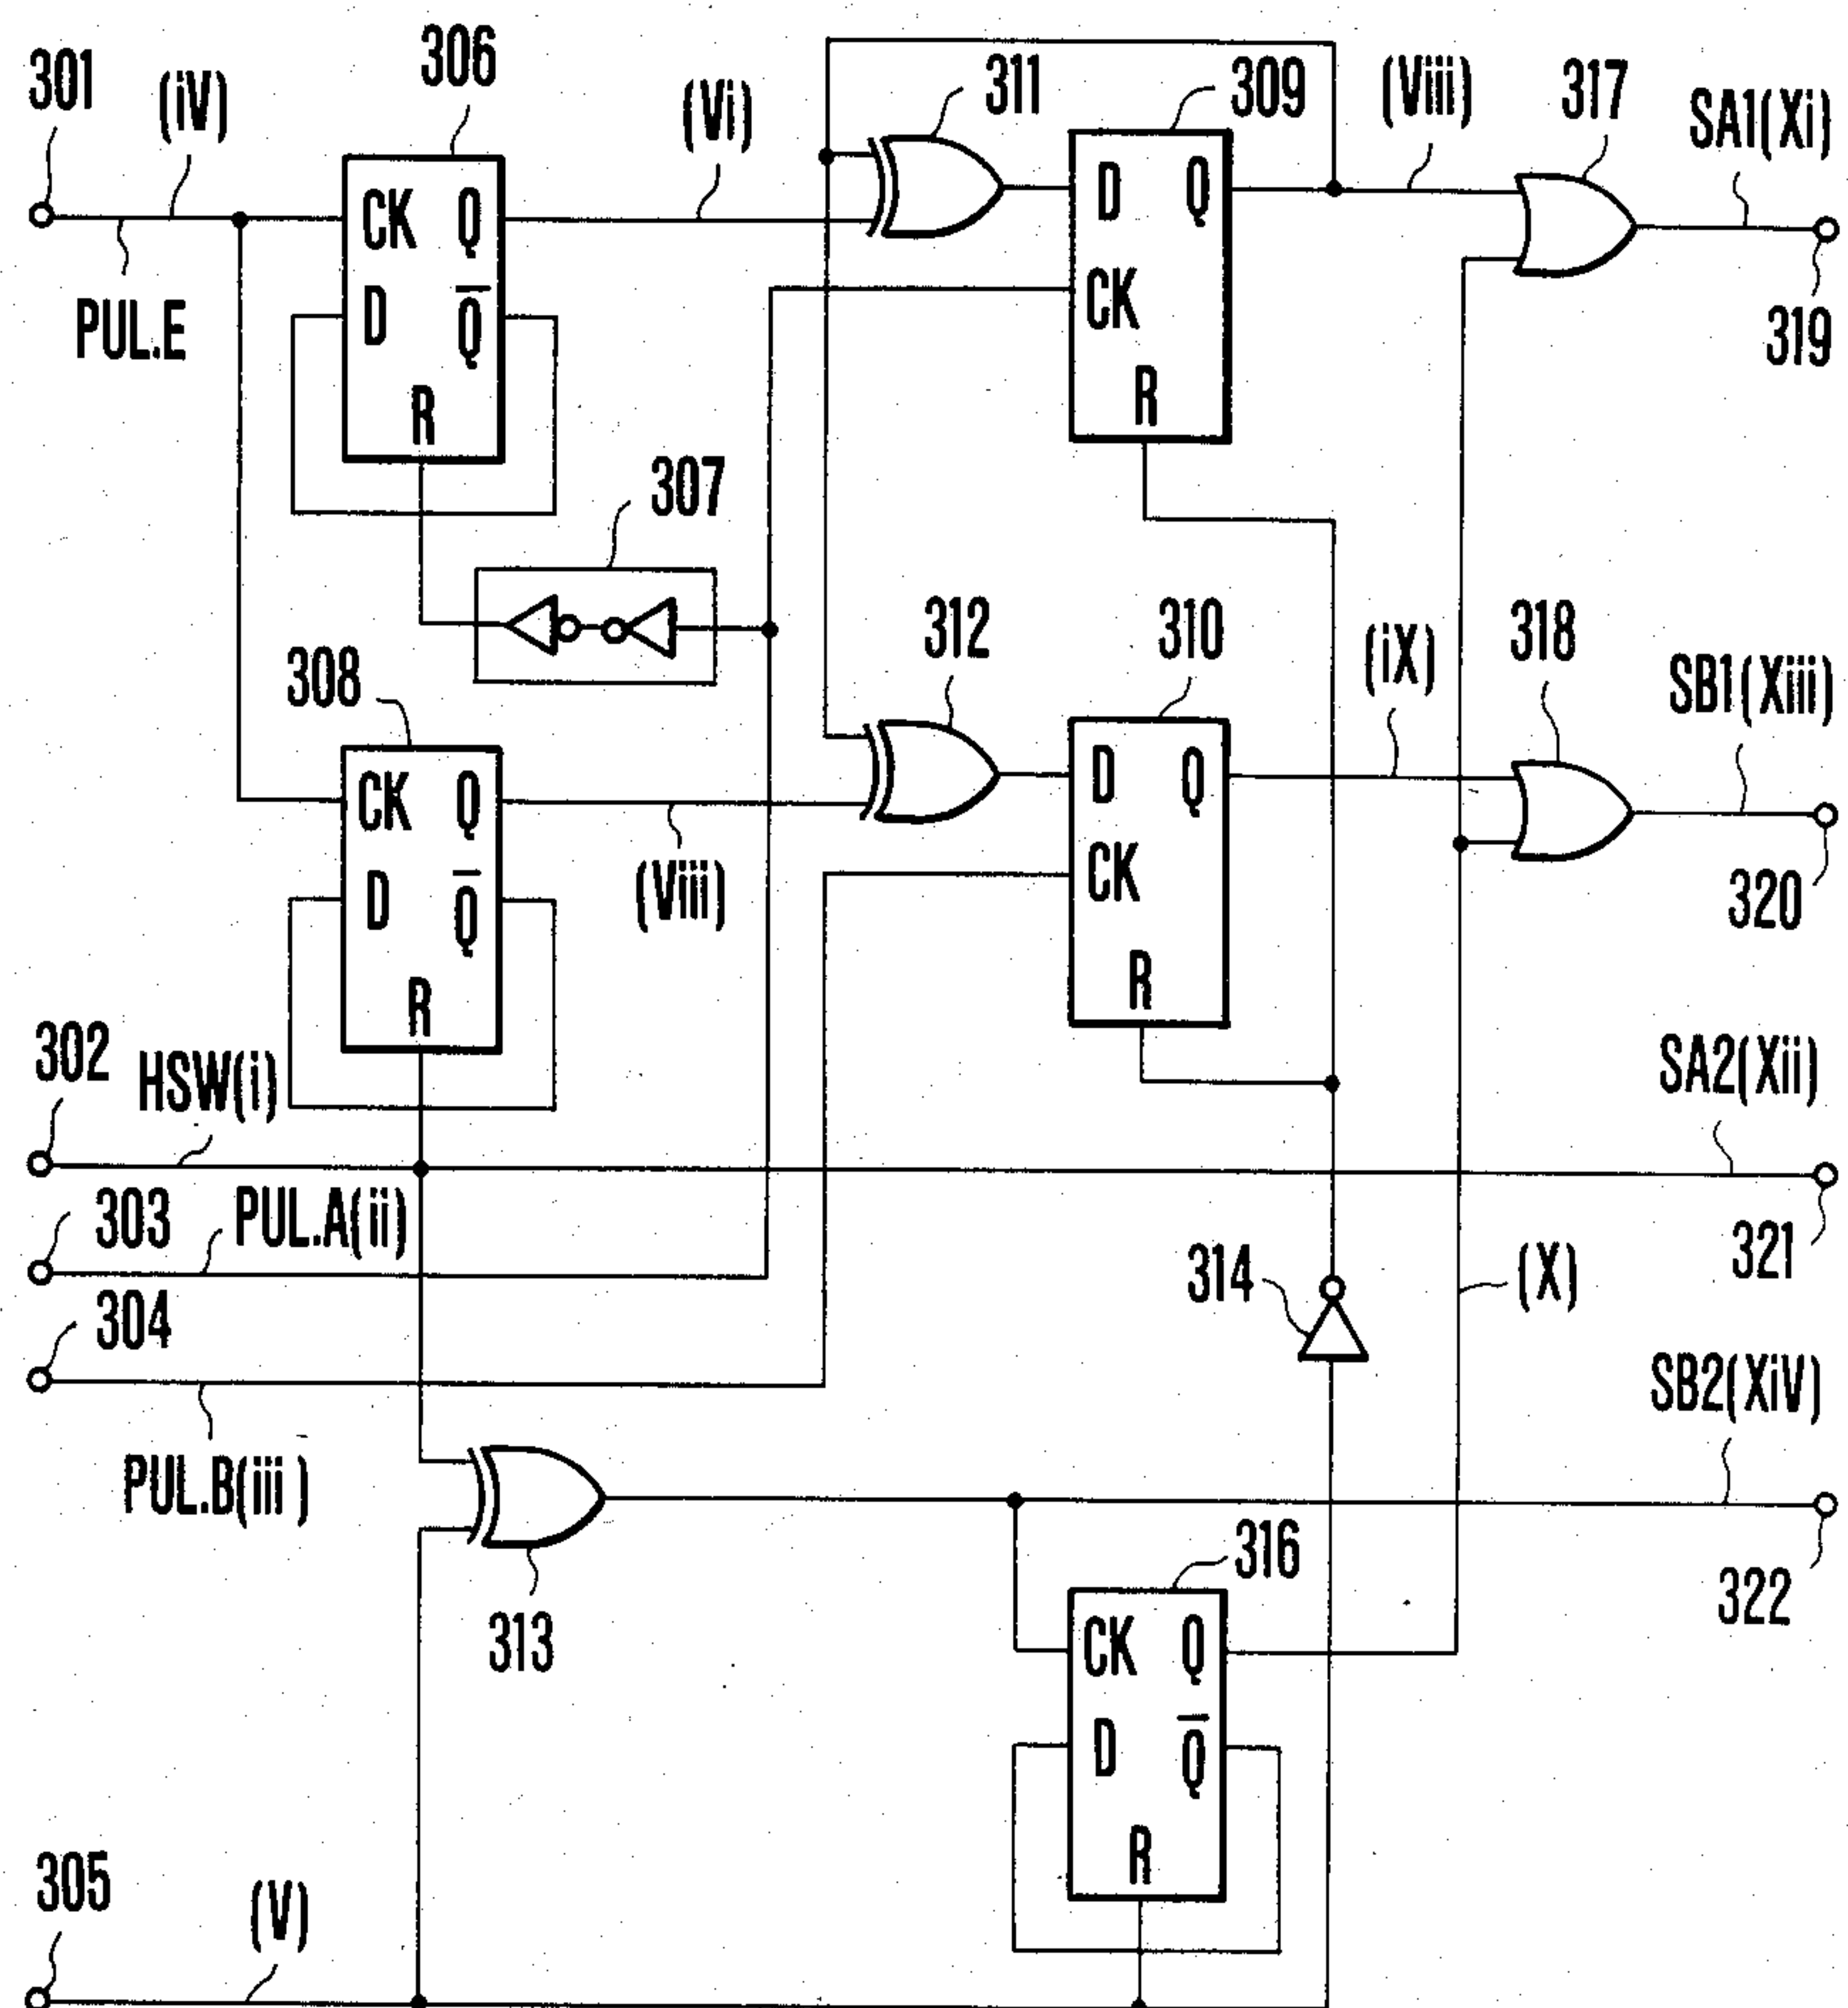 301
(iV)
306
(Vi)
311
309
(Viii)
317
SA1(Xi)
CK Q
D Q̅
R
PUL.E
D Q
CK
R
319
307
308
312
310
(iX)
318
SB1(Xiii)
CK Q
D Q̅
R
(Viii)
D Q
CK
R
320
302
HSW(i)
SA2(Xii)
303
PUL.A(ii)
321
304
314
(X)
PUL.B(iii)
SB2(XiV)
313
316
322
CK Q
D Q̅
R
305
(V)